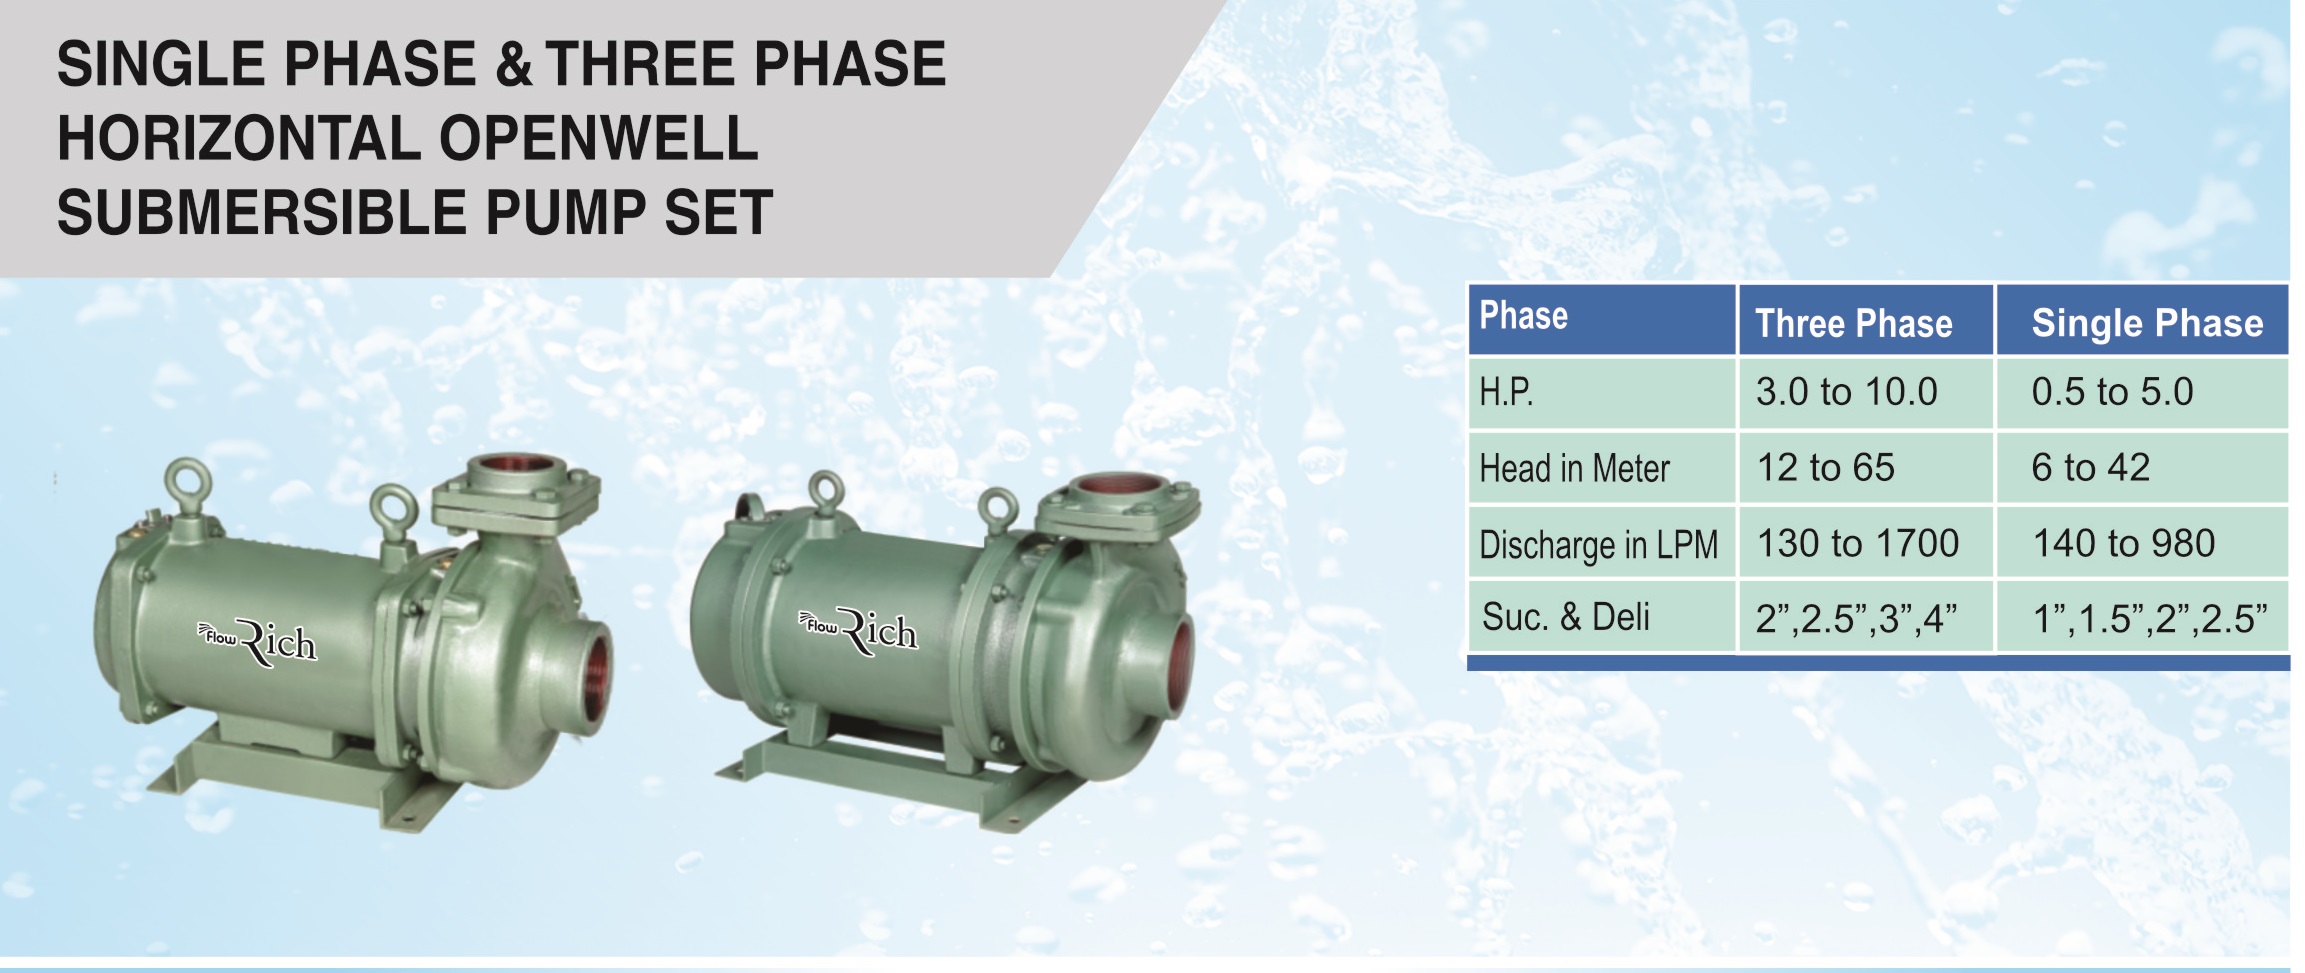 SINGLE PHASE & THREE PHASE
HORIZONTAL OPENWELL
SUBMERSIBLE PUMP SET
Phase Three Phase Single Phase
H.P. 3.0 to 10.0 0.5 to 5.0
Head in Meter 12 to 65 6 to 42
Discharge in LPM 130 to 1700 140 to 980
Suc. & Deli 2”,2.5”,3”,4” 1”,1.5”,2”,2.5”
Flow Rich
Flow Rich